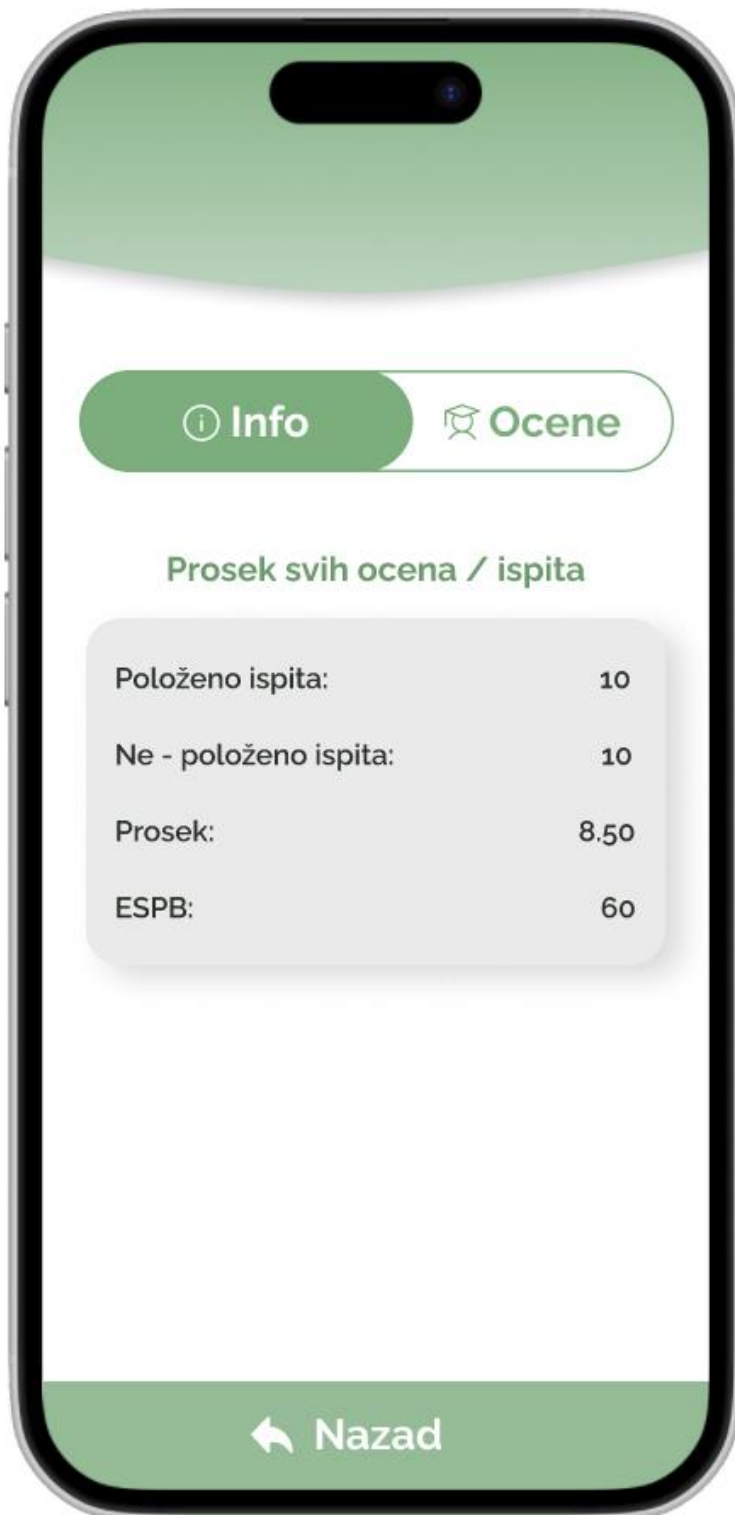 Info
Ocene
Prosek svih ocena / ispita
Položeno ispita: 10
Ne - položeno ispita: 10
Prosek: 8.50
ESPB: 60
Nazad